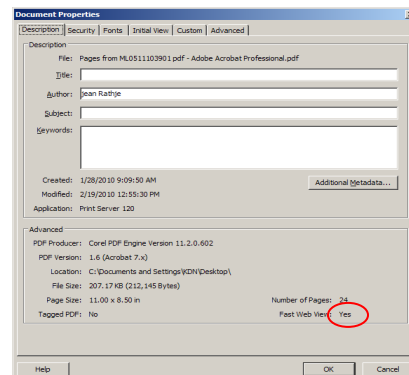 Document Properties
Description Security Fonts Initial View Custom Advanced
Description
File: Pages from ML0511103901 pdf - Adobe Acrobat Professional.pdf
Title:
Author: Jean Rathje
Subject:
Keywords:
Created: 1/28/2010 9:09:50 AM
Additional Metadata...
Modified: 2/19/2010 12:55:30 PM
Application: Print Server 120
Advanced
PDF Producer: Corel PDF Engine Version 11.2.0.602
PDF Version: 1.6 (Acrobat 7.x)
Location: C:\Documents and Settings\KDN\Desktop\
File Size: 207.17 KB (212,145 Bytes)
Page Size: 11.00 x 8.50 in Number of Pages: 24
Tagged PDF: No Fast Web View: Yes
Help OK Cancel